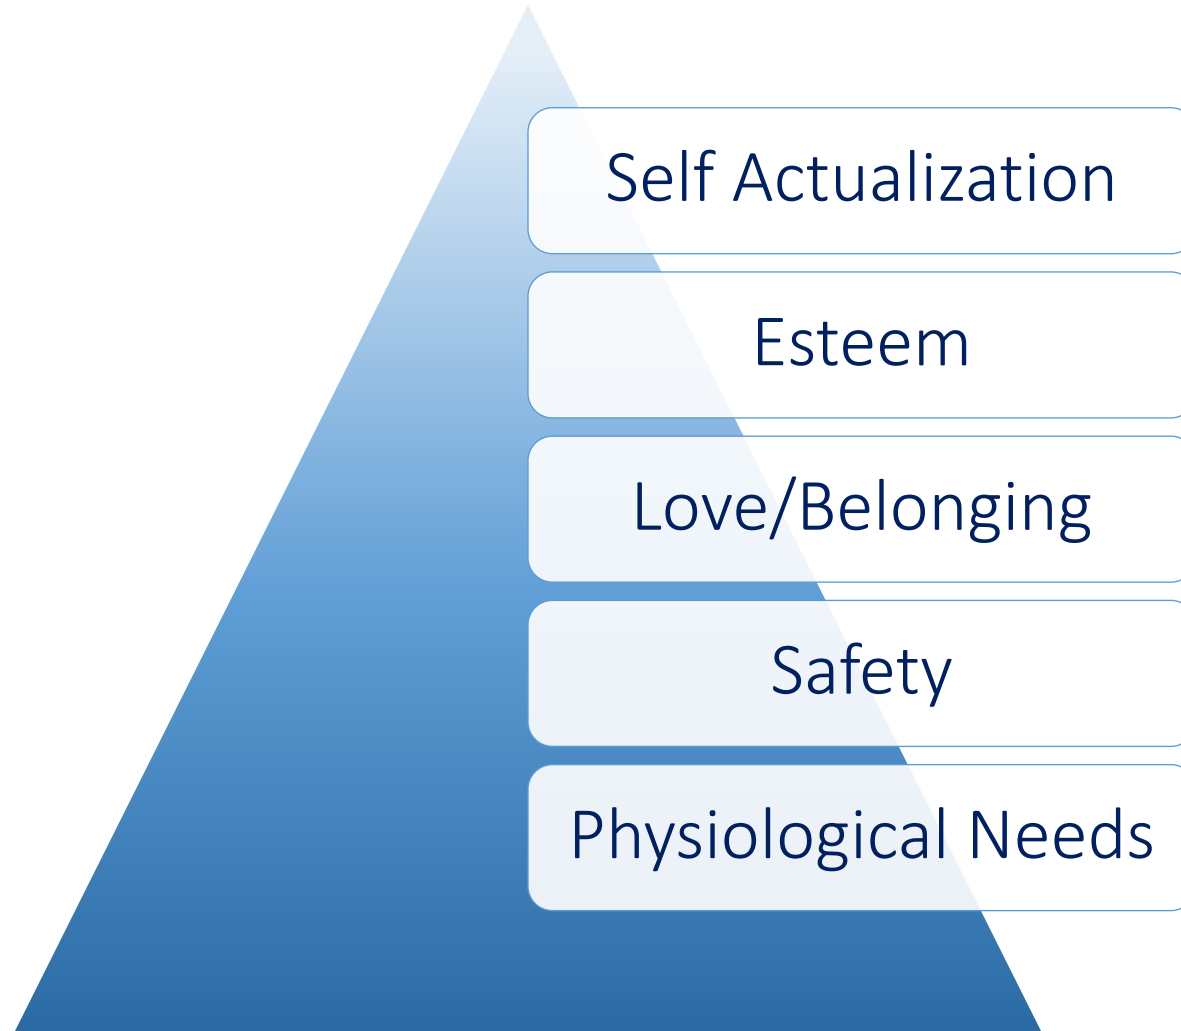 Self Actualization
Esteem
Love/Belonging
Safety
Physiological Needs